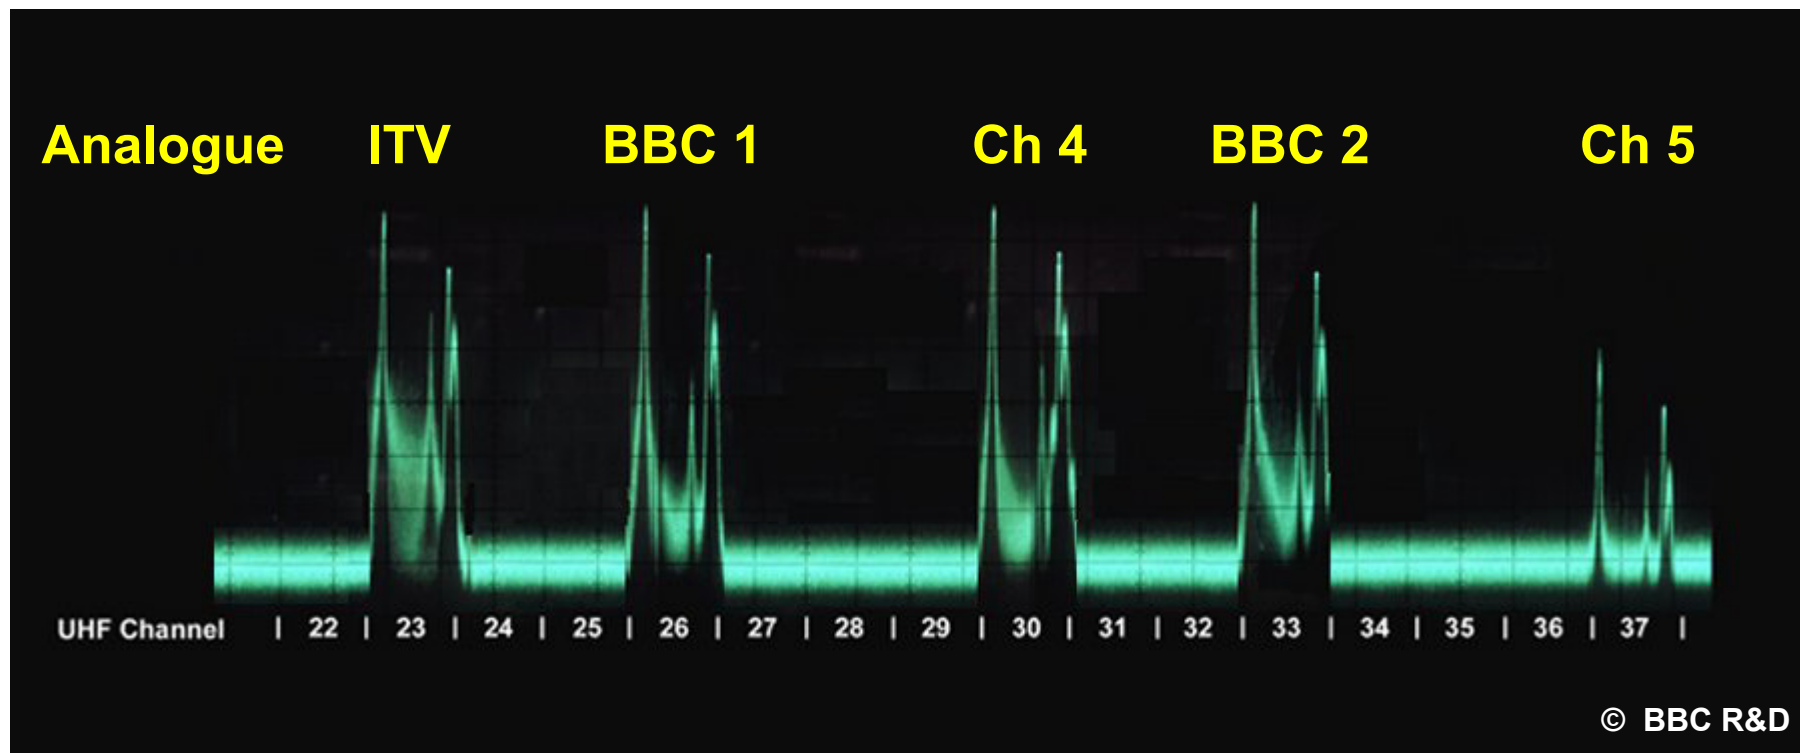 Analogue ITV BBC 1 Ch 4 BBC 2 Ch 5
UHF Channel | 22 | 23 | 24 | 25 | 26 | 27 | 28 | 29 | 30 | 31 | 32 | 33 | 34 | 35 | 36 | 37 |
© BBC R&D